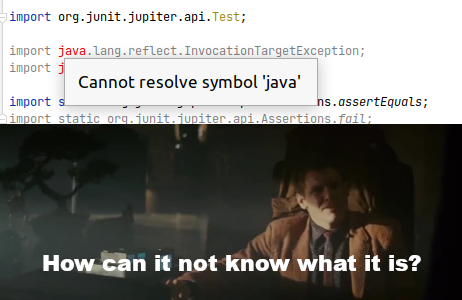 import org.junit.jupiter.api.Test;
import java.lang.reflect.InvocationTargetException;
import j
Cannot resolve symbol 'java'
import s ns.assertEquals;
import static org.junit.jupiter.api.Assertions.fail;
How can it not know what it is?